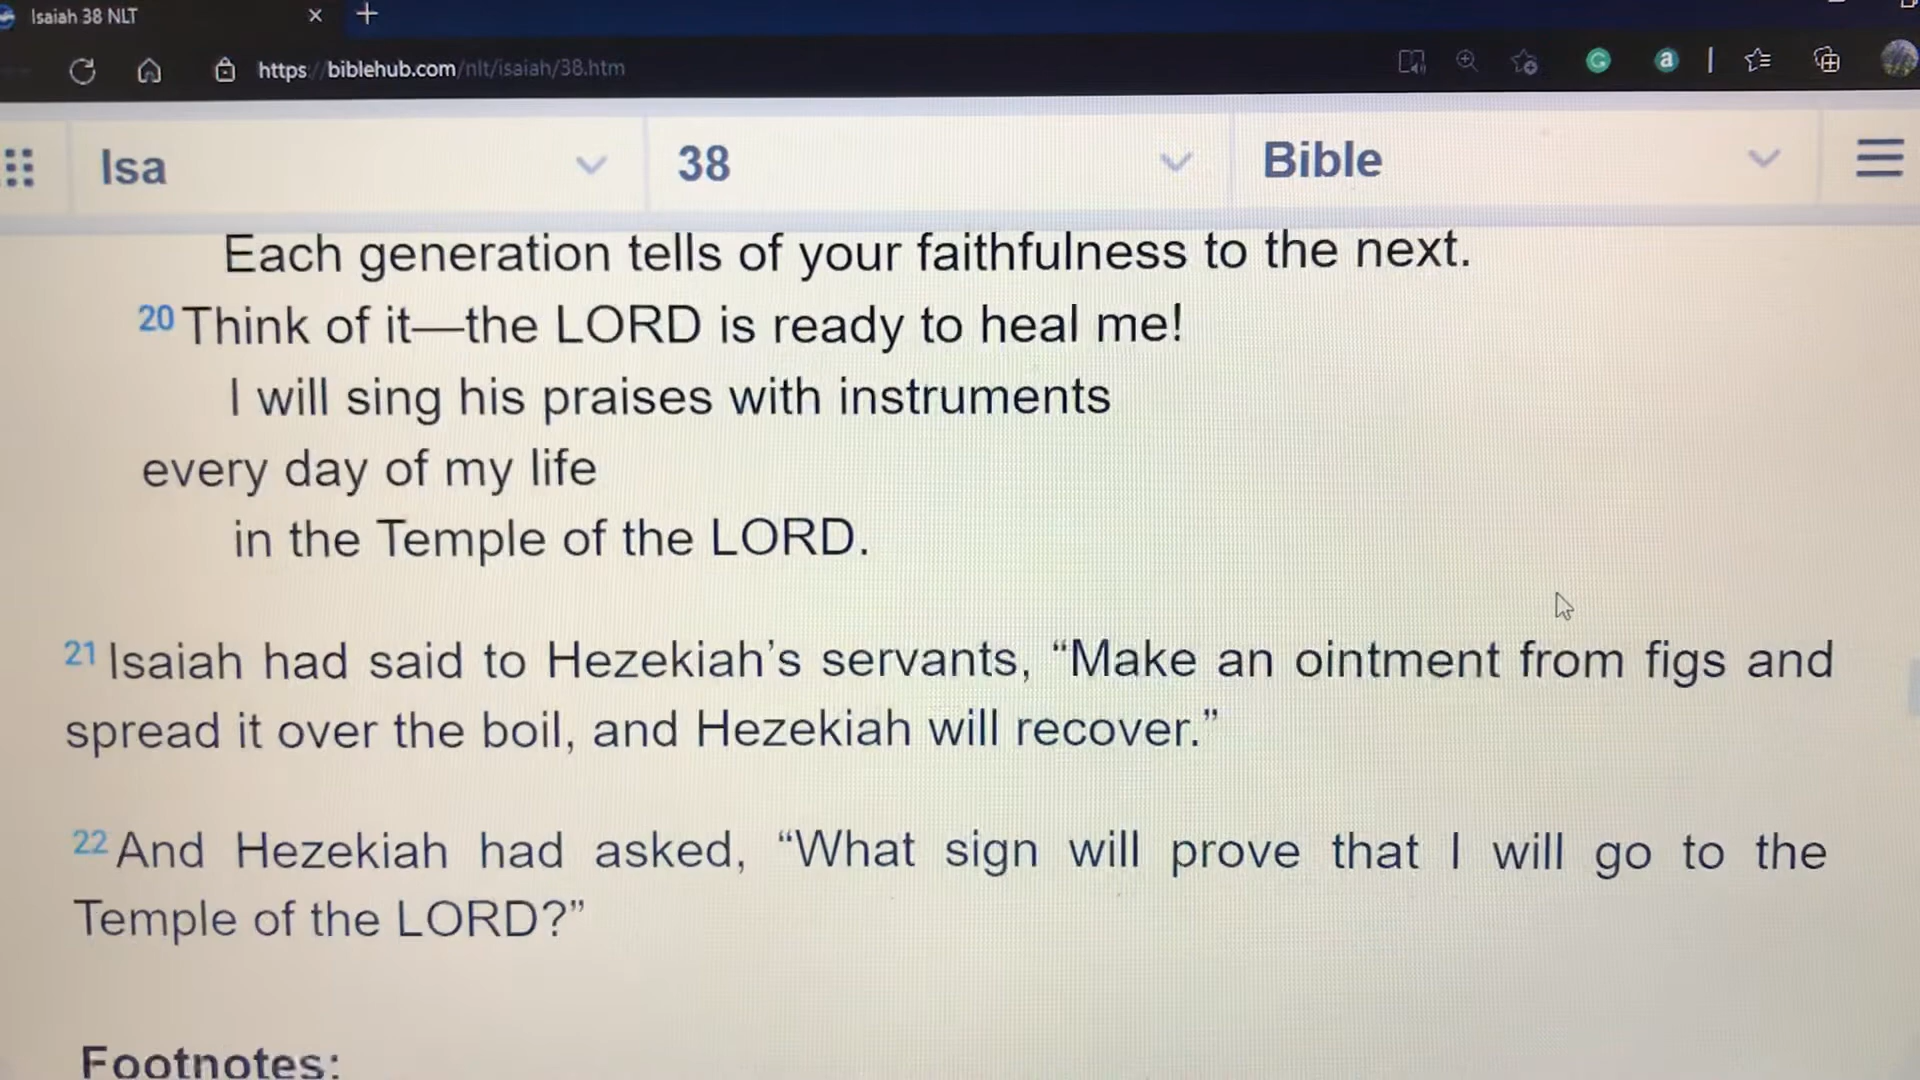 Isaiah 38 NLT
https://biblehub.com/nlt/isaiah/38.htm
Isa 38 Bible
Each generation tells of your faithfulness to the next.
20 Think of it—the LORD is ready to heal me!
I will sing his praises with instruments
every day of my life
in the Temple of the LORD.
21 Isaiah had said to Hezekiah’s servants, “Make an ointment from figs and
spread it over the boil, and Hezekiah will recover.”
22 And Hezekiah had asked, “What sign will prove that I will go to the
Temple of the LORD?”
Footnotes: